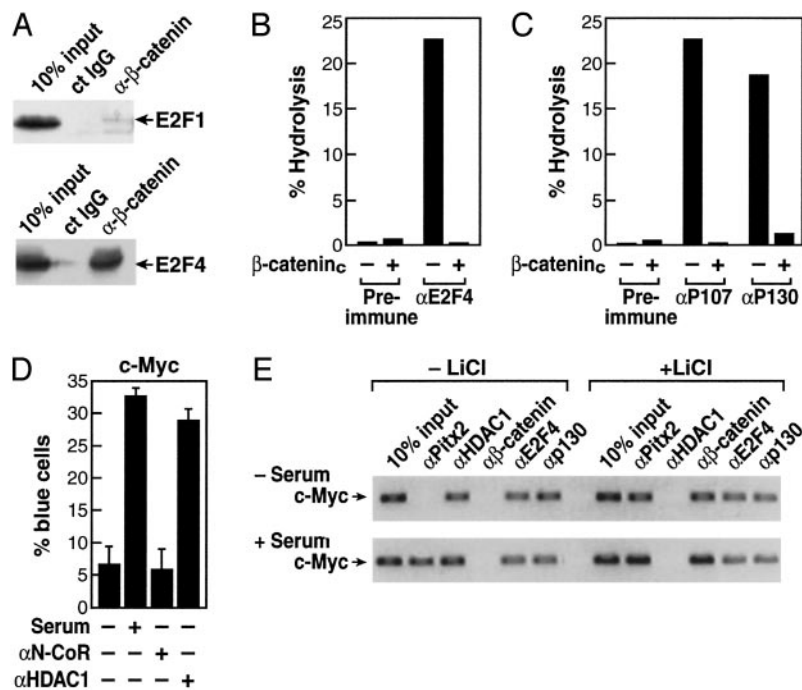 A
10% input
ct IgG
α-β-catenin
E2F1
10% input
ct IgG
α-β-catenin
E2F4
B
25
20
15
10
5
0
% Hydrolysis
β-cateninc
– + – +
Pre-immune
αE2F4
C
25
20
15
10
5
0
% Hydrolysis
β-cateninc
– + – + – +
Pre-immune
αP107
αP130
D
c-Myc
35
30
25
20
15
10
5
0
% blue cells
Serum – + – –
αN-CoR – – + –
αHDAC1 – – – +
E
– LiCl
+LiCl
10% input
αPitx2
αHDAC1
αβ-catenin
αE2F4
αp130
10% input
αPitx2
αHDAC1
αβ-catenin
αE2F4
αp130
– Serum
c-Myc
+ Serum
c-Myc